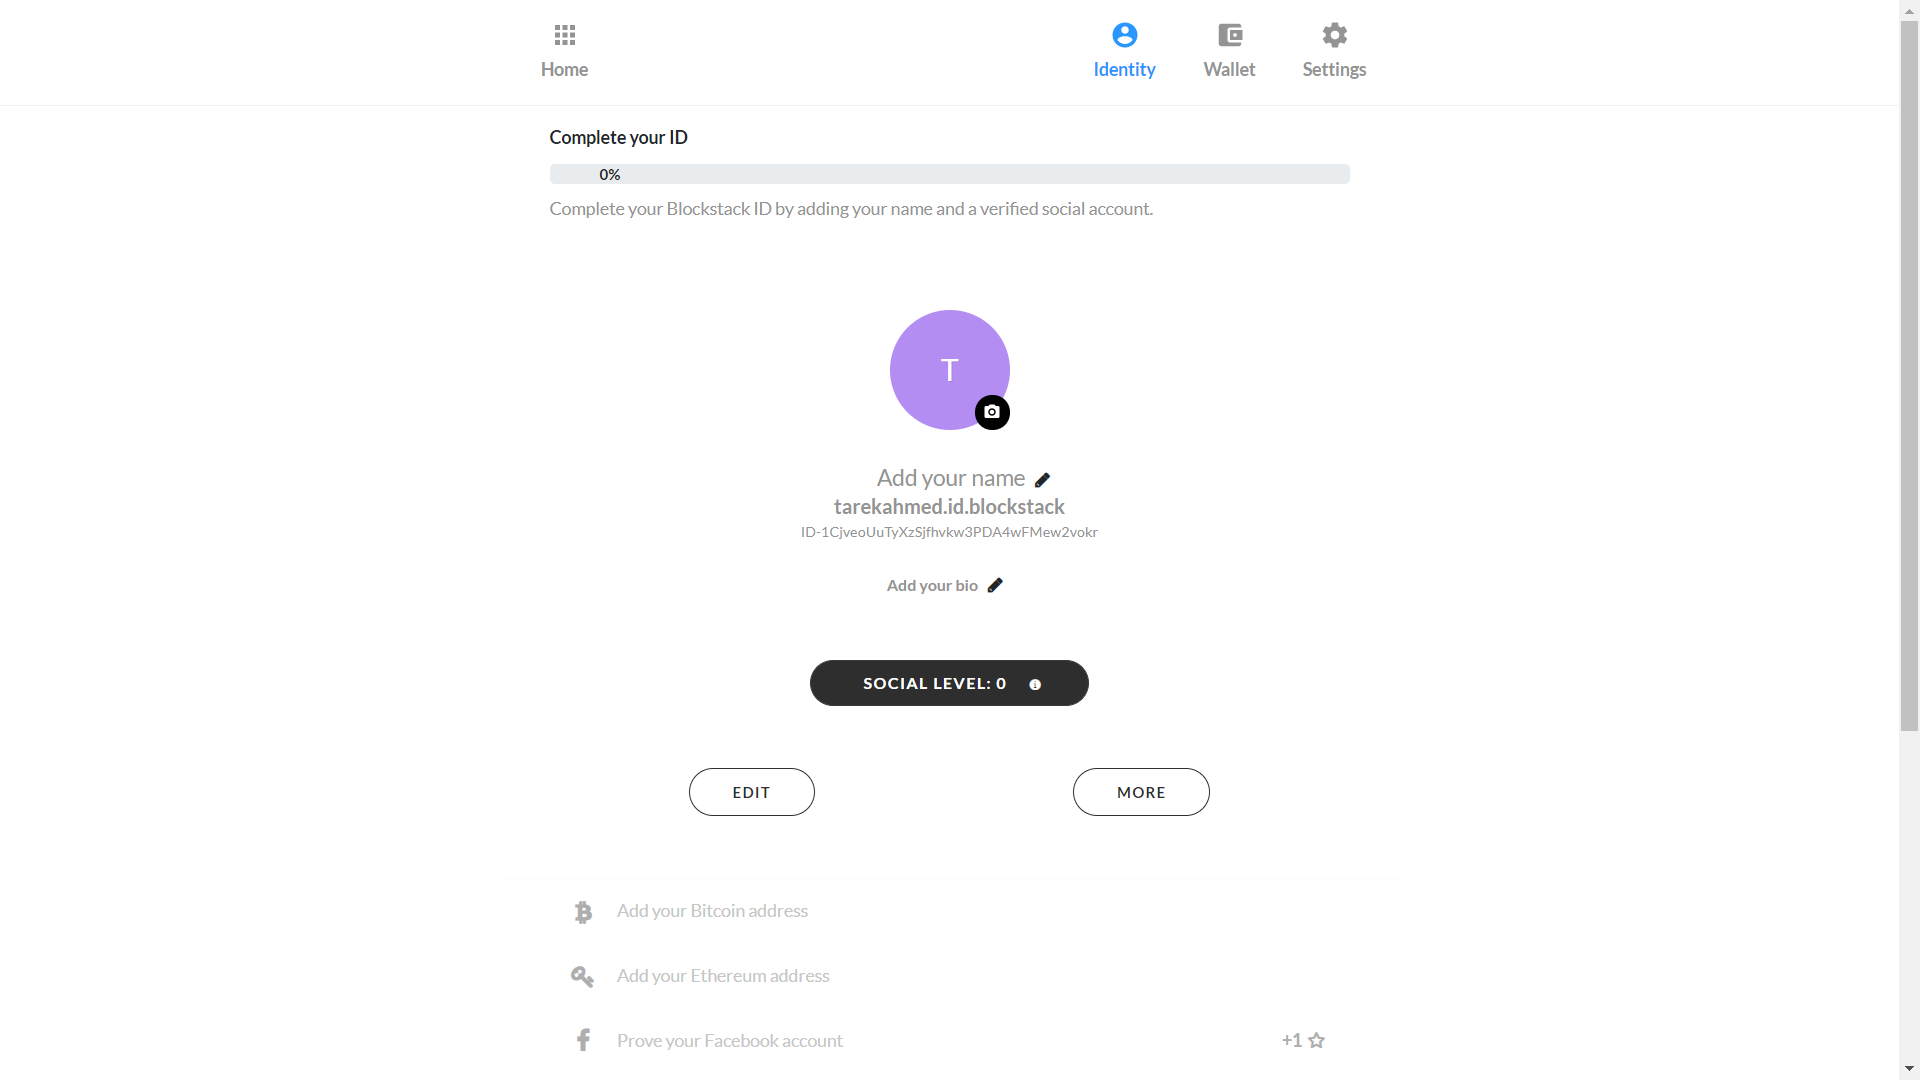 Home
Identity
Wallet
Settings
Complete your ID
0%
Complete your Blockstack ID by adding your name and a verified social account.
T
Add your name
tarekahmed.id.blockstack
ID-1CjveoUuTyXzSjfhvkw3PDA4wFMew2vokr
Add your bio
SOCIAL LEVEL: 0
EDIT
MORE
Add your Bitcoin address
Add your Ethereum address
Prove your Facebook account
+1